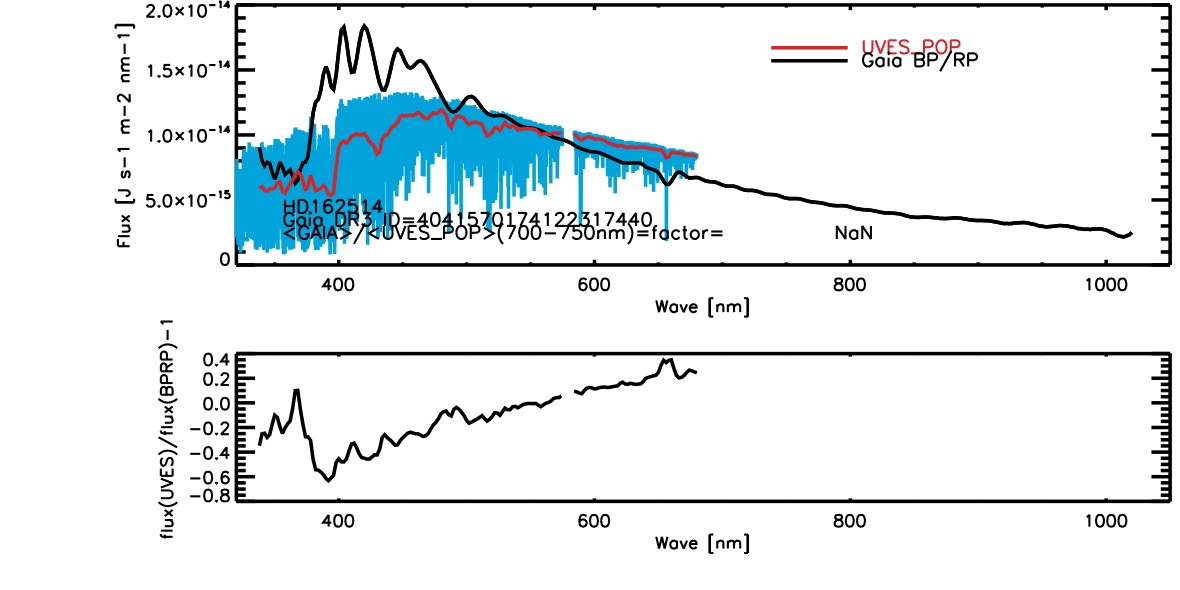 2.0×10⁻¹⁴
1.5×10⁻¹⁴
1.0×10⁻¹⁴
5.0×10⁻¹⁵
0
Flux [J s−1 m−2 nm−1]
UVES_POP
Gaia BP/RP
HD162514
Gaia DR3 ID=4041570174122317440
<GAIA>/<UVES_POP>(700−750nm)=factor= NaN
400 600 800 1000
Wave [nm]
flux(UVES)/flux(BPRP)−1
0.4
0.2
0.0
−0.2
−0.4
−0.6
−0.8
400 600 800 1000
Wave [nm]